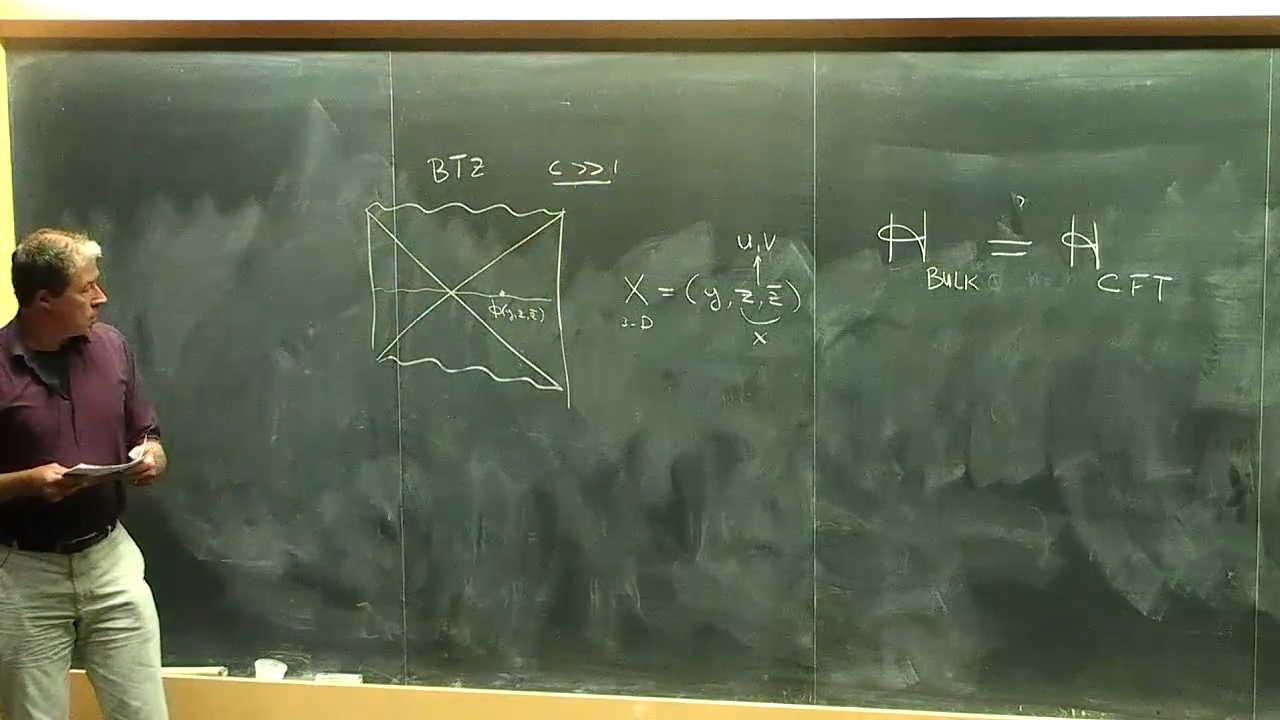 BTZ c >> 1
ϕ(y,z,z̄)
u,v
X = (y, z, z̄)
3-D
x
H = H
BULK CFT